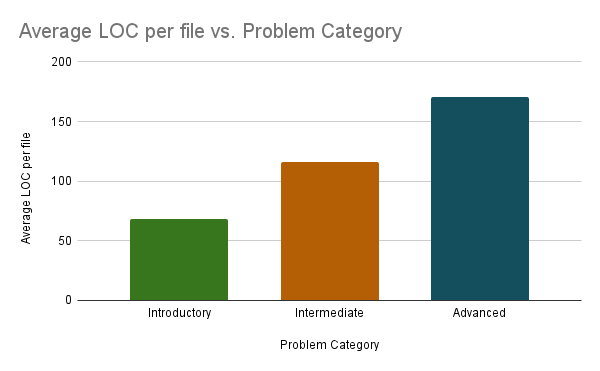 Average LOC per file vs. Problem Category
Average LOC per file
200
150
100
50
0
Introductory
Intermediate
Advanced
Problem Category